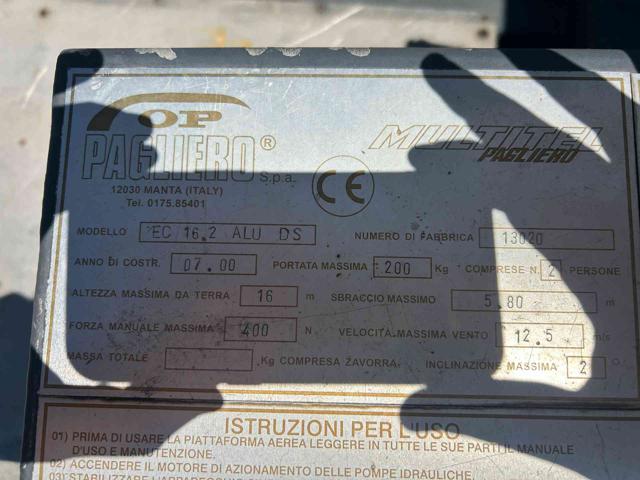 TOP
PAGLIERO® S.p.a.
12030 MANTA (ITALY)
Tel. 0175.85401
CE
MULTITEL
PAGLIERO
MODELLO EC 16.2 ALU DS NUMERO DI FABBRICA 13020
ANNO DI COSTR. 07.00 PORTATA MASSIMA 200 Kg COMPRESE N. 2 PERSONE
ALTEZZA MASSIMA DA TERRA 16 m SBRACCIO MASSIMO 5.80 m
FORZA MANUALE MASSIMA 400 N VELOCITA MASSIMA VENTO 12.5 m/s
MASSA TOTALE Kg COMPRESA ZAVORRA. INCLINAZIONE MASSIMA 2°
ISTRUZIONI PER L'USO
01) PRIMA DI USARE LA PIATTAFORMA AEREA LEGGERE IN TUTTE LE SUE PARTI IL MANUALE
D'USO E MANUTENZIONE.
02) ACCENDERE IL MOTORE DI AZIONAMENTO DELLE POMPE IDRAULICHE.
03) STABILIZZARE